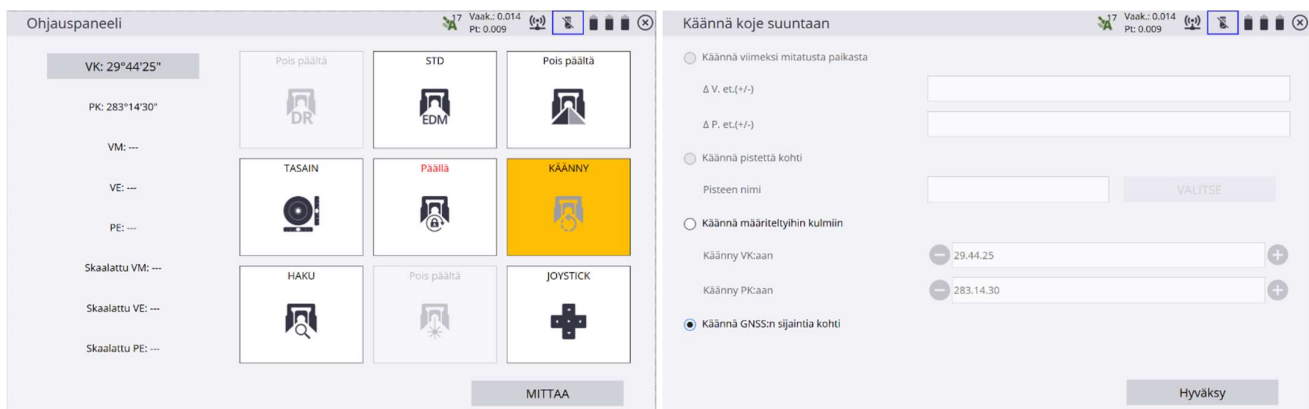 Ohjauspaneeli
17 Vaak.: 0.014
Pt: 0.009
VK: 29°44'25"
PK: 283°14'30"
VM: ---
VE: ---
PE: ---
Skaalattu VM: ---
Skaalattu VE: ---
Skaalattu PE: ---
Pois päältä
DR
STD
EDM
Pois päältä
TASAIN
Päällä
KÄÄNNY
HAKU
Pois päältä
JOYSTICK
MITTAA
Käännä koje suuntaan
17 Vaak.: 0.014
Pt: 0.009
Käännä viimeksi mitatusta paikasta
Δ V. et.(+/-)
Δ P. et.(+/-)
Käännä pistettä kohti
Pisteen nimi
VALITSE
Käännä määriteltyihin kulmiin
Käänny VK:aan
29.44.25
Käänny PK:aan
283.14.30
Käännä GNSS:n sijaintia kohti
Hyväksy